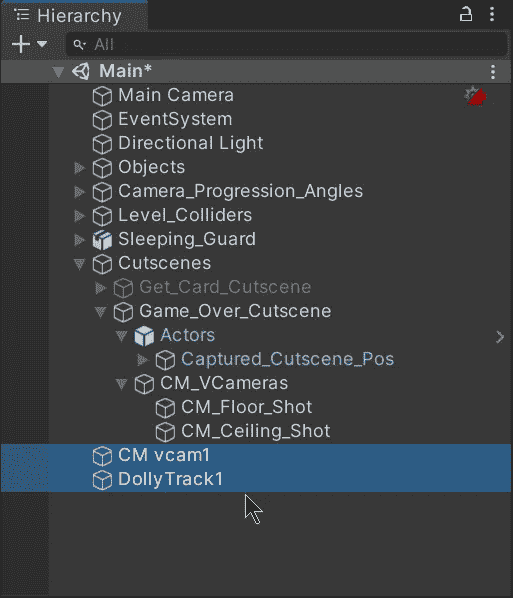 Hierarchy
All
Main*
Main Camera
EventSystem
Directional Light
Objects
Camera_Progression_Angles
Level_Colliders
Sleeping_Guard
Cutscenes
Get_Card_Cutscene
Game_Over_Cutscene
Actors
Captured_Cutscene_Pos
CM_VCameras
CM_Floor_Shot
CM_Ceiling_Shot
CM vcam1
DollyTrack1